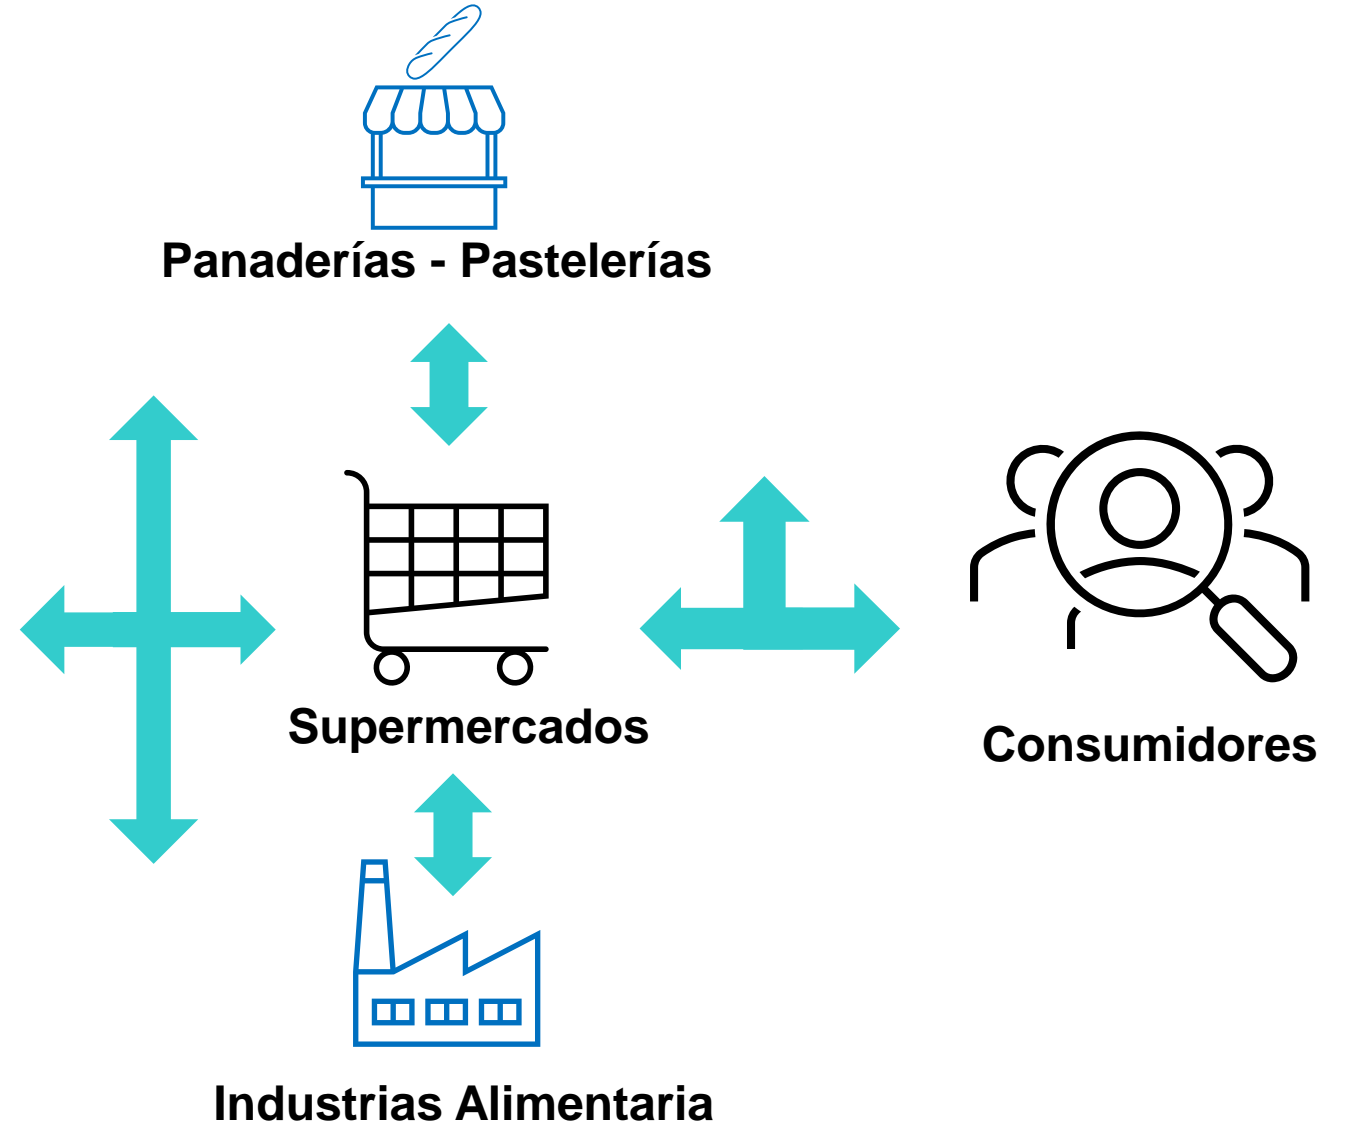 Panaderías - Pastelerías
Supermercados
Consumidores
Industrias Alimentaria